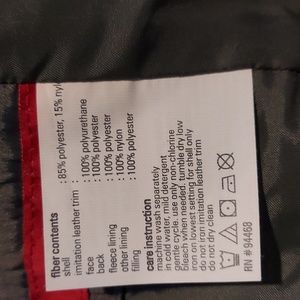 fiber contents
shell : 85% polyester, 15% nylon
imitation leather trim
face : 100% polyurethane
back : 100% polyester
fleece lining : 100% polyester
other lining : 100% nylon
filling : 100% polyester
care instruction
machine wash separately
in cold water, mild detergent
gentle cycle, use only non-chlorine
bleach when needed, tumble dry low
iron on lowest setting for shell only
do not iron imitation leather trim
do not dry clean
RN # 94468